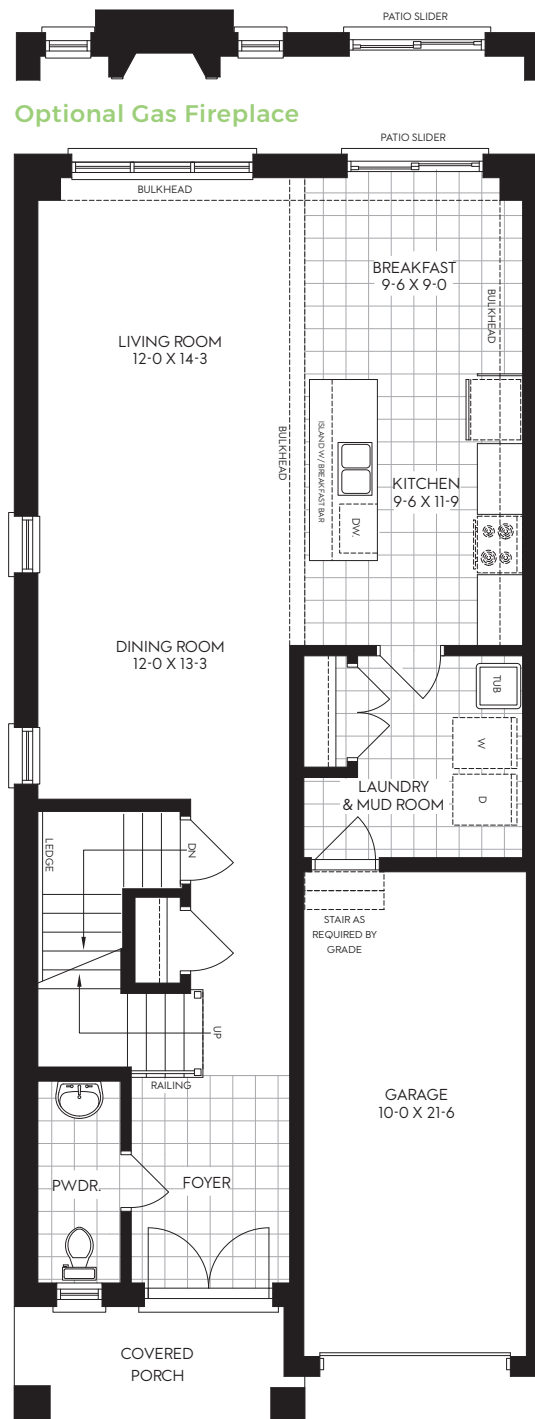 PATIO SLIDER
Optional Gas Fireplace
PATIO SLIDER
BULKHEAD
BREAKFAST
9-6 X 9-0
BULKHEAD
LIVING ROOM
12-0 X 14-3
BULKHEAD
ISLAND W/ BREAKFAST BAR
KITCHEN
9-6 X 11-9
DW.
DINING ROOM
12-0 X 13-3
TUB
W
LAUNDRY
& MUD ROOM
D
LEDGE
DN
STAIR AS
REQUIRED BY
GRADE
UP
RAILING
GARAGE
10-0 X 21-6
PWDR.
FOYER
COVERED
PORCH